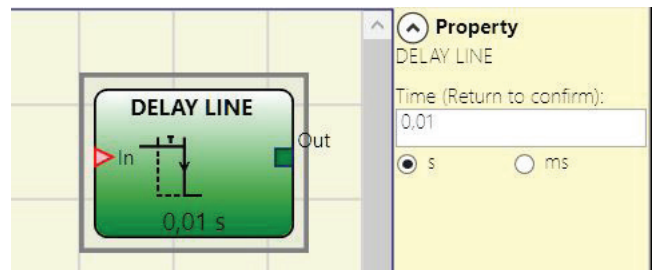 DELAY LINE
In
T
Out
0,01 s
Property
DELAY LINE
Time (Return to confirm):
0,01
s ms